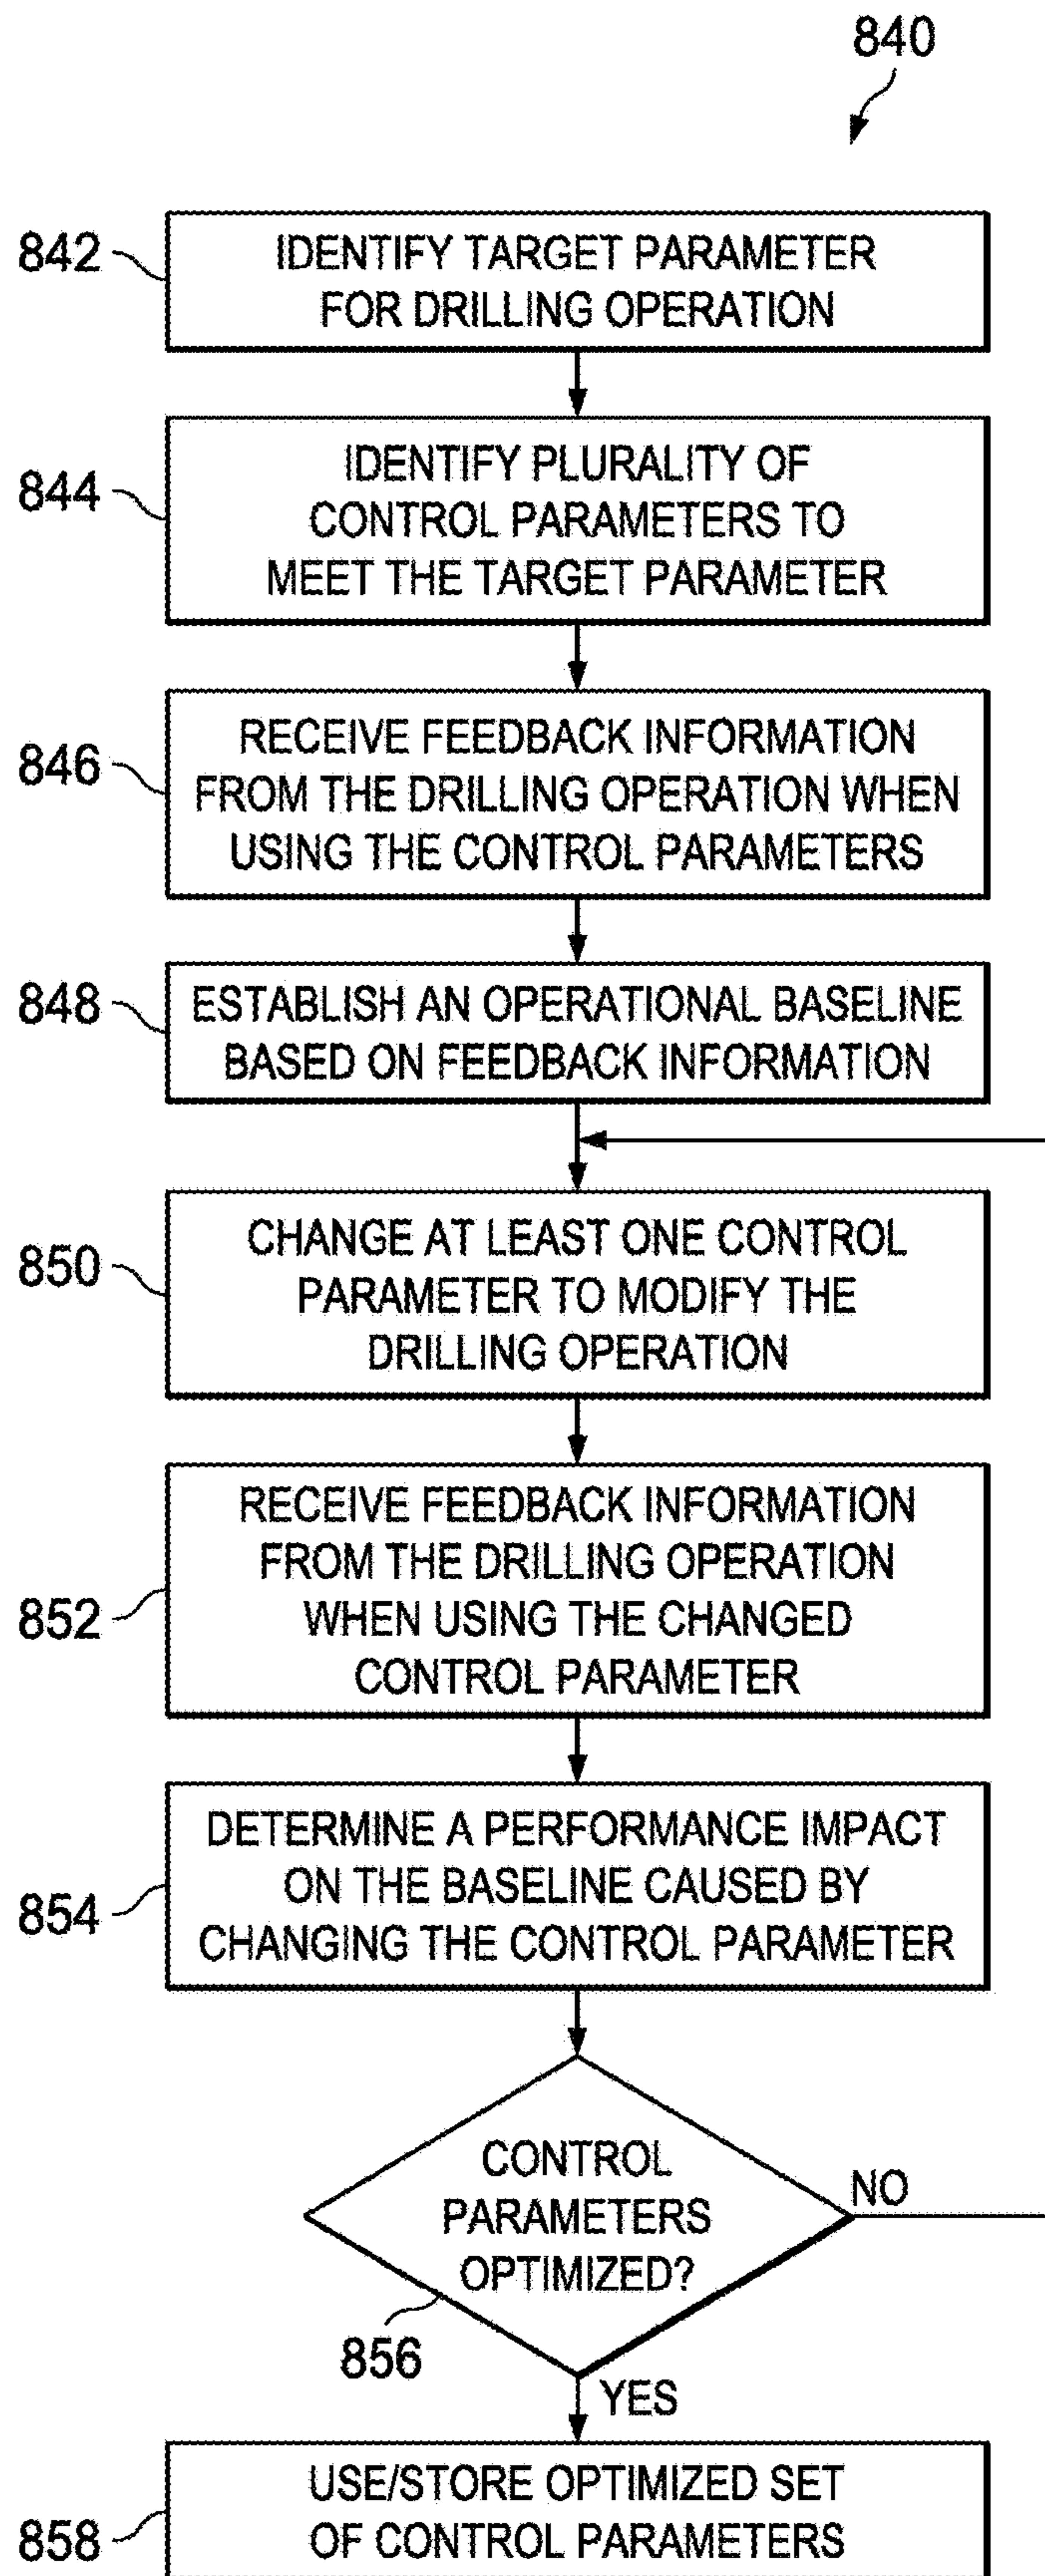 840
842
IDENTIFY TARGET PARAMETER
FOR DRILLING OPERATION
844
IDENTIFY PLURALITY OF
CONTROL PARAMETERS TO
MEET THE TARGET PARAMETER
846
RECEIVE FEEDBACK INFORMATION
FROM THE DRILLING OPERATION WHEN
USING THE CONTROL PARAMETERS
848
ESTABLISH AN OPERATIONAL BASELINE
BASED ON FEEDBACK INFORMATION
850
CHANGE AT LEAST ONE CONTROL
PARAMETER TO MODIFY THE
DRILLING OPERATION
852
RECEIVE FEEDBACK INFORMATION
FROM THE DRILLING OPERATION
WHEN USING THE CHANGED
CONTROL PARAMETER
854
DETERMINE A PERFORMANCE IMPACT
ON THE BASELINE CAUSED BY
CHANGING THE CONTROL PARAMETER
CONTROL
PARAMETERS
OPTIMIZED?
NO
856
YES
858
USE/STORE OPTIMIZED SET
OF CONTROL PARAMETERS